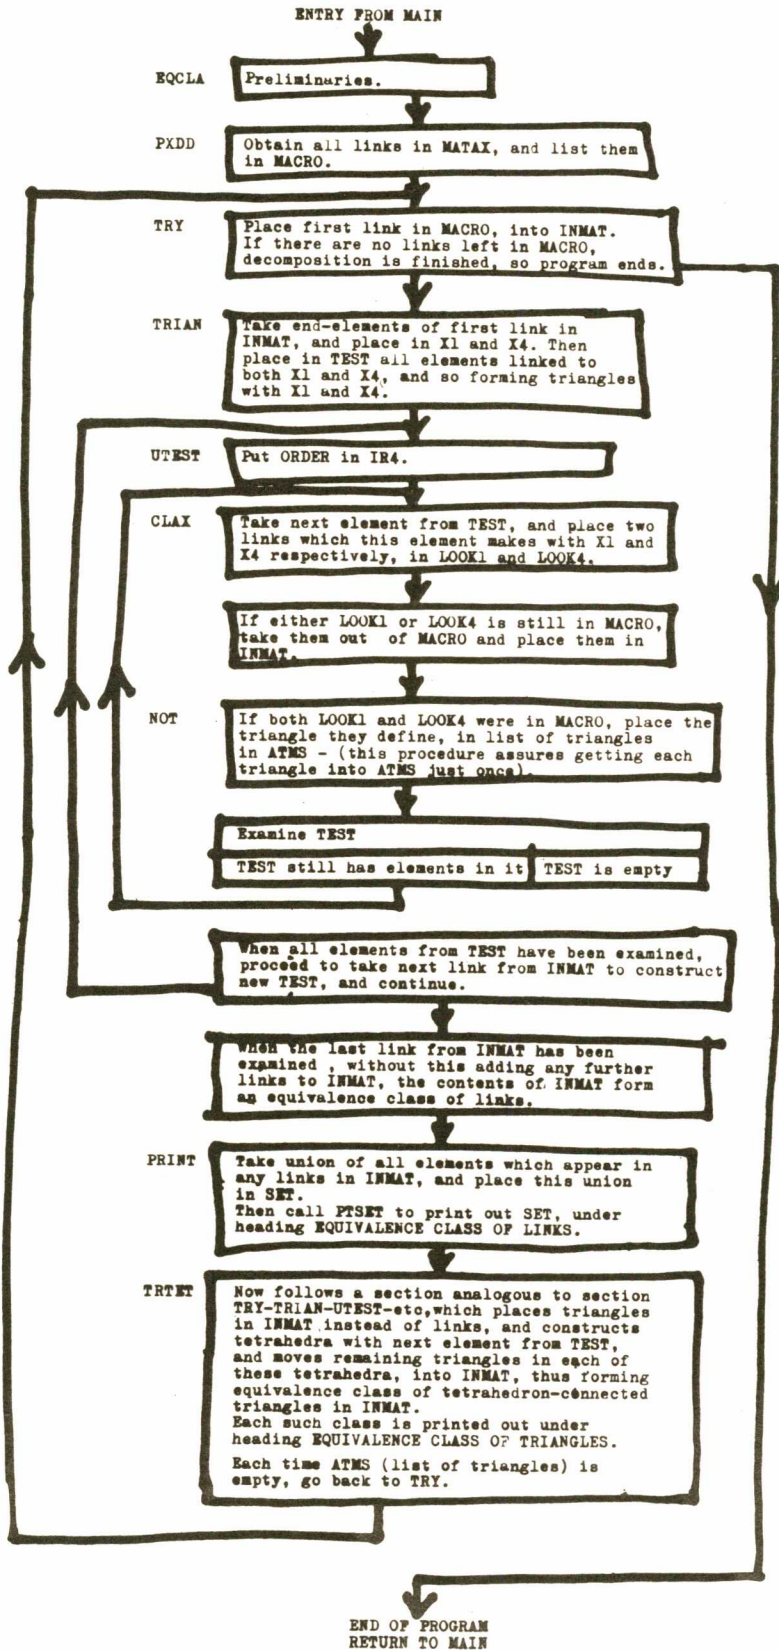 ENTRY FROM MAIN
EQCLA
Preliminaries.
PXDD
Obtain all links in MATAX, and list them
in MACRO.
TRY
Place first link in MACRO, into INMAT.
If there are no links left in MACRO,
decomposition is finished, so program ends.
TRIAN
Take end-elements of first link in
INMAT, and place in X1 and X4. Then
place in TEST all elements linked to
both X1 and X4, and so forming triangles
with X1 and X4.
UTEST
Put ORDER in IR4.
CLAX
Take next element from TEST, and place two
links which this element makes with X1 and
X4 respectively, in LOOK1 and LOOK4.
If either LOOK1 or LOOK4 is still in MACRO,
take them out of MACRO and place them in
INMAT.
NOT
If both LOOK1 and LOOK4 were in MACRO, place the
triangle they define, in list of triangles
in ATMS - (this procedure assures getting each
triangle into ATMS just once).
Examine TEST
TEST still has elements in it
TEST is empty
When all elements from TEST have been examined,
proceed to take next link from INMAT to construct
new TEST, and continue.
When the last link from INMAT has been
examined , without this adding any further
links to INMAT, the contents of INMAT form
an equivalence class of links.
PRINT
Take union of all elements which appear in
any links in INMAT, and place this union
in SET.
Then call PTSET to print out SET, under
heading EQUIVALENCE CLASS OF LINKS.
TRTET
Now follows a section analogous to section
TRY-TRIAN-UTEST-etc,which places triangles
in INMAT instead of links, and constructs
tetrahedra with next element from TEST,
and moves remaining triangles in each of
these tetrahedra, into INMAT, thus forming
equivalence class of tetrahedron-connected
triangles in INMAT.
Each such class is printed out under
heading EQUIVALENCE CLASS OF TRIANGLES.
Each time ATMS (list of triangles) is
empty, go back to TRY.
END OF PROGRAM
RETURN TO MAIN